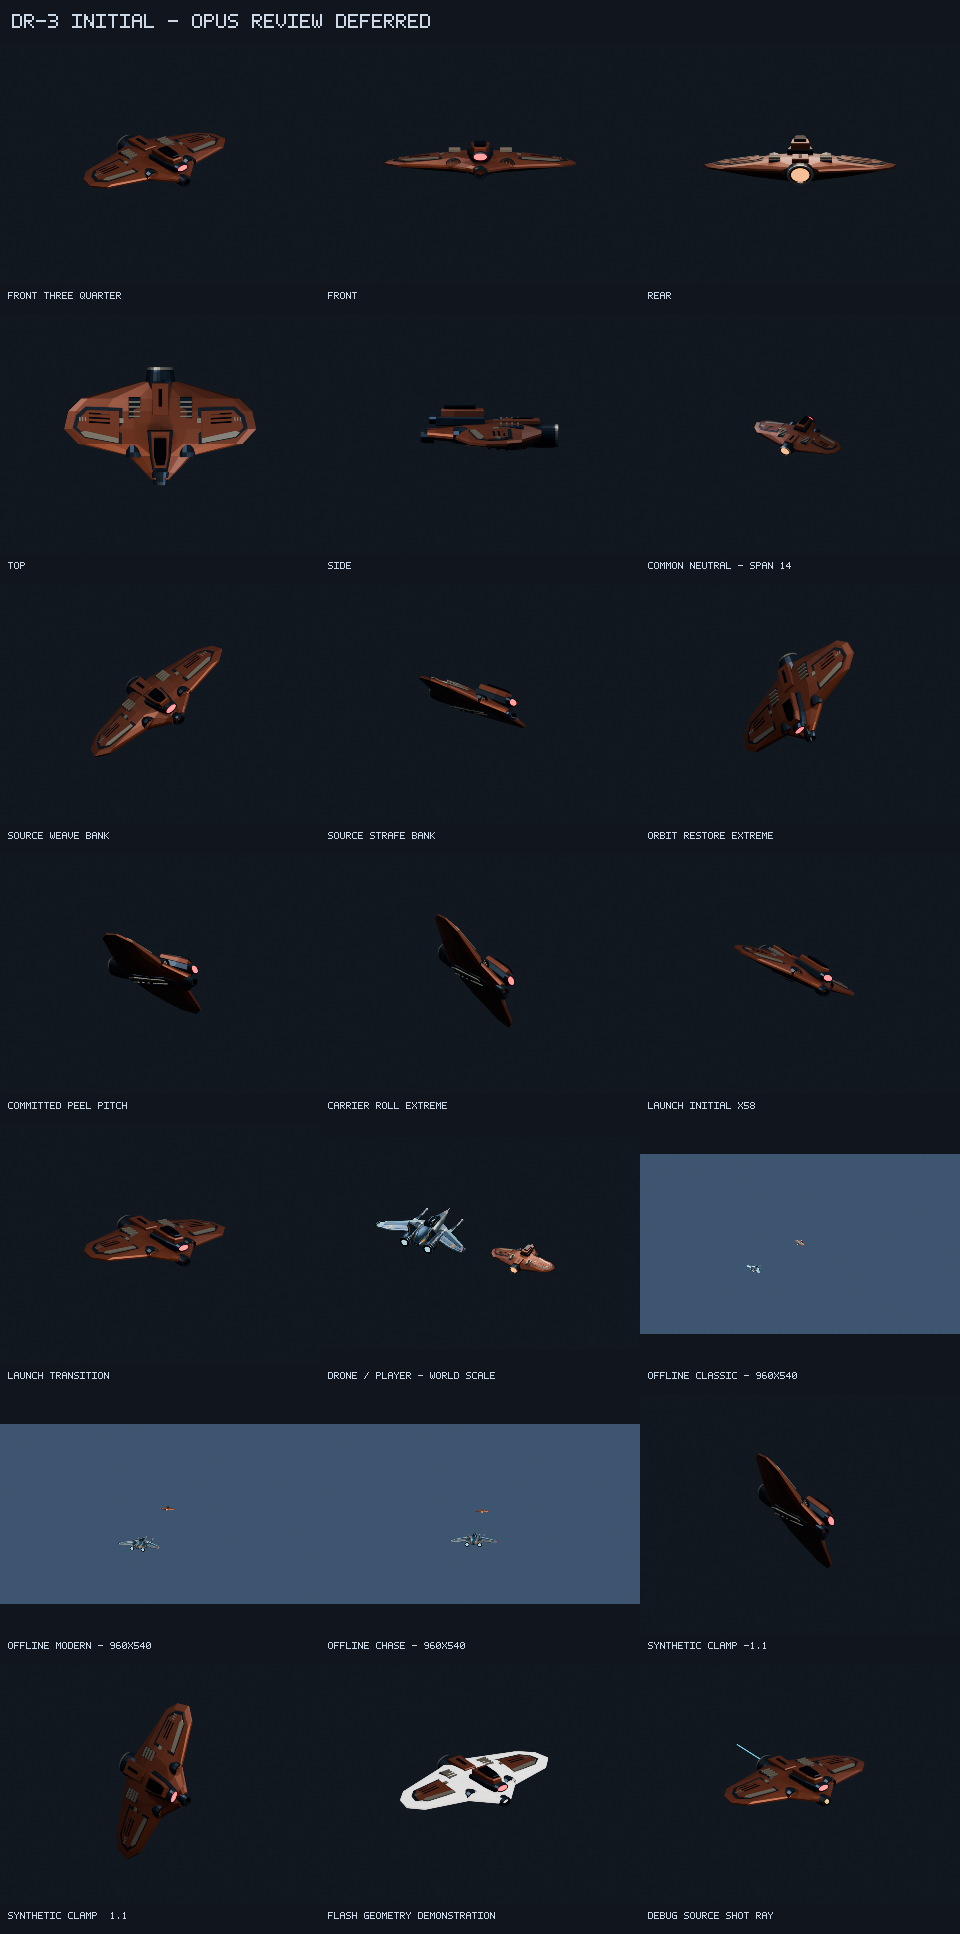 DR-3 INITIAL - OPUS REVIEW DEFERRED
FRONT THREE QUARTER
FRONT
REAR
TOP
SIDE
COMMON NEUTRAL - SPAN 14
SOURCE WEAVE BANK
SOURCE STRAFE BANK
ORBIT RESTORE EXTREME
COMMITTED PEEL PITCH
CARRIER ROLL EXTREME
LAUNCH INITIAL X58
LAUNCH TRANSITION
DRONE / PLAYER - WORLD SCALE
OFFLINE CLASSIC - 960X540
OFFLINE MODERN - 960X540
OFFLINE CHASE - 960X540
SYNTHETIC CLAMP -1.1
SYNTHETIC CLAMP  1.1
FLASH GEOMETRY DEMONSTRATION
DEBUG SOURCE SHOT RAY